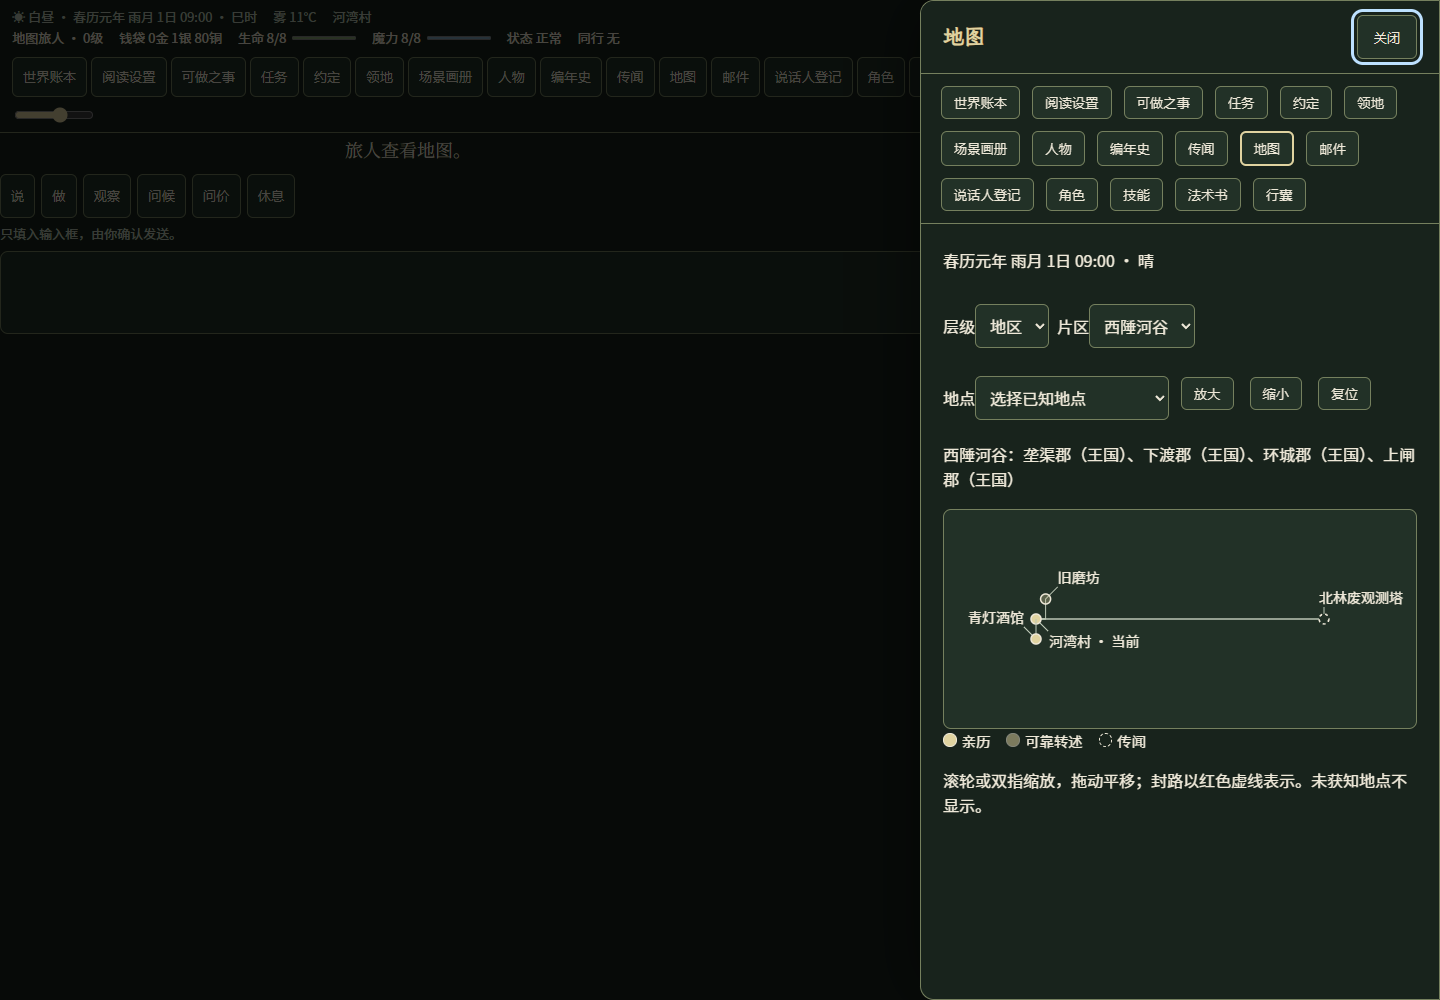 ☀ 白昼 · 春历元年 雨月 1日 09:00 · 巳时 雾 11°C 河湾村
地图旅人 · 0级 钱袋 0金 1银 80铜 生命 8/8 魔力 8/8 状态 正常 同行 无
世界账本 阅读设置 可做之事 任务 约定 领地 场景画册 人物 编年史 传闻 地图 邮件 说话人登记 角色
旅人查看地图。
说 做 观察 问候 问价 休息
只填入输入框，由你确认发送。
地图
关闭
世界账本 阅读设置 可做之事 任务 约定 领地
场景画册 人物 编年史 传闻 地图 邮件
说话人登记 角色 技能 法术书 行囊
春历元年 雨月 1日 09:00 · 晴
层级 地区 片区 西陲河谷
地点 选择已知地点 放大 缩小 复位
西陲河谷：垄渠郡（王国）、下渡郡（王国）、环城郡（王国）、上闸
郡（王国）
旧磨坊
北林废观测塔
青灯酒馆
河湾村 · 当前
亲历 可靠转述 传闻
滚轮或双指缩放，拖动平移；封路以红色虚线表示。未获知地点不
显示。